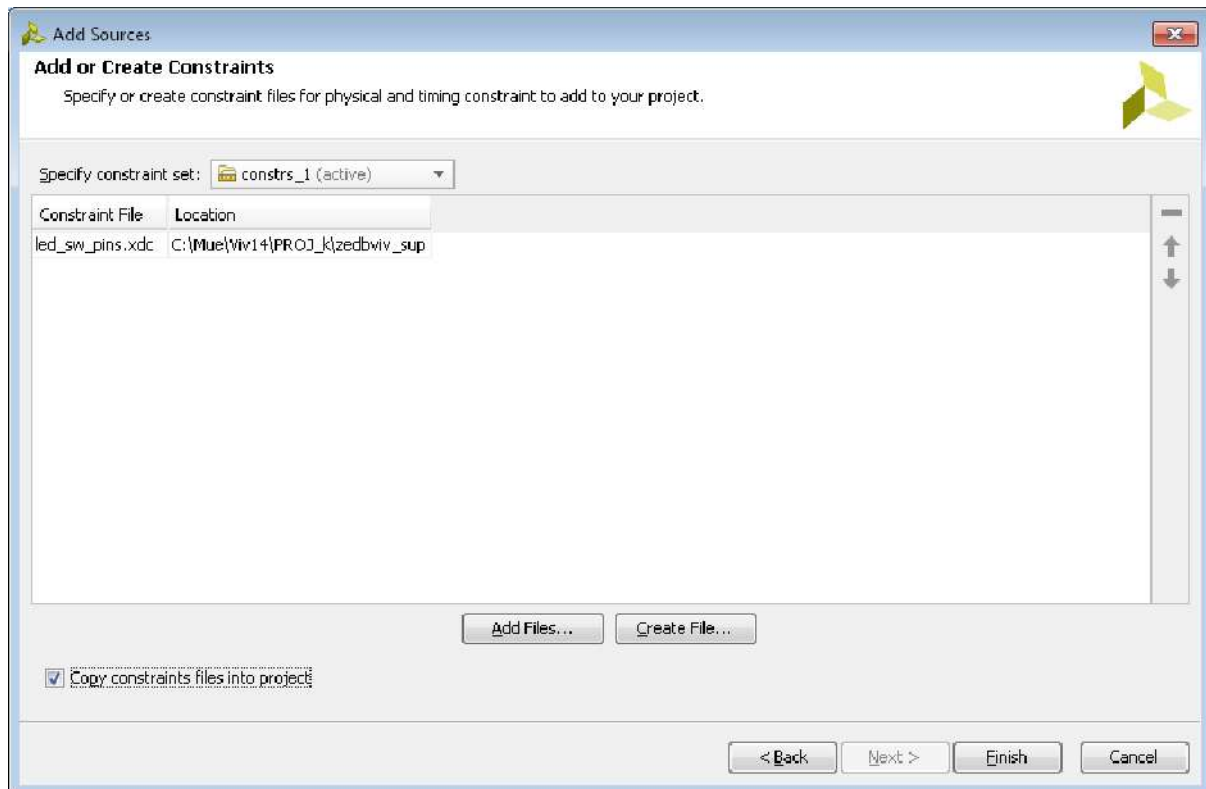 Add Sources
Add or Create Constraints
Specify or create constraint files for physical and timing constraint to add to your project.
Specify constraint set: constrs_1 (active)
Constraint File Location
led_sw_pins.xdc C:\Mue\Viv14\PROJ_k\zedbviv_sup
Add Files... Create File...
Copy constraints files into project
< Back Next > Finish Cancel